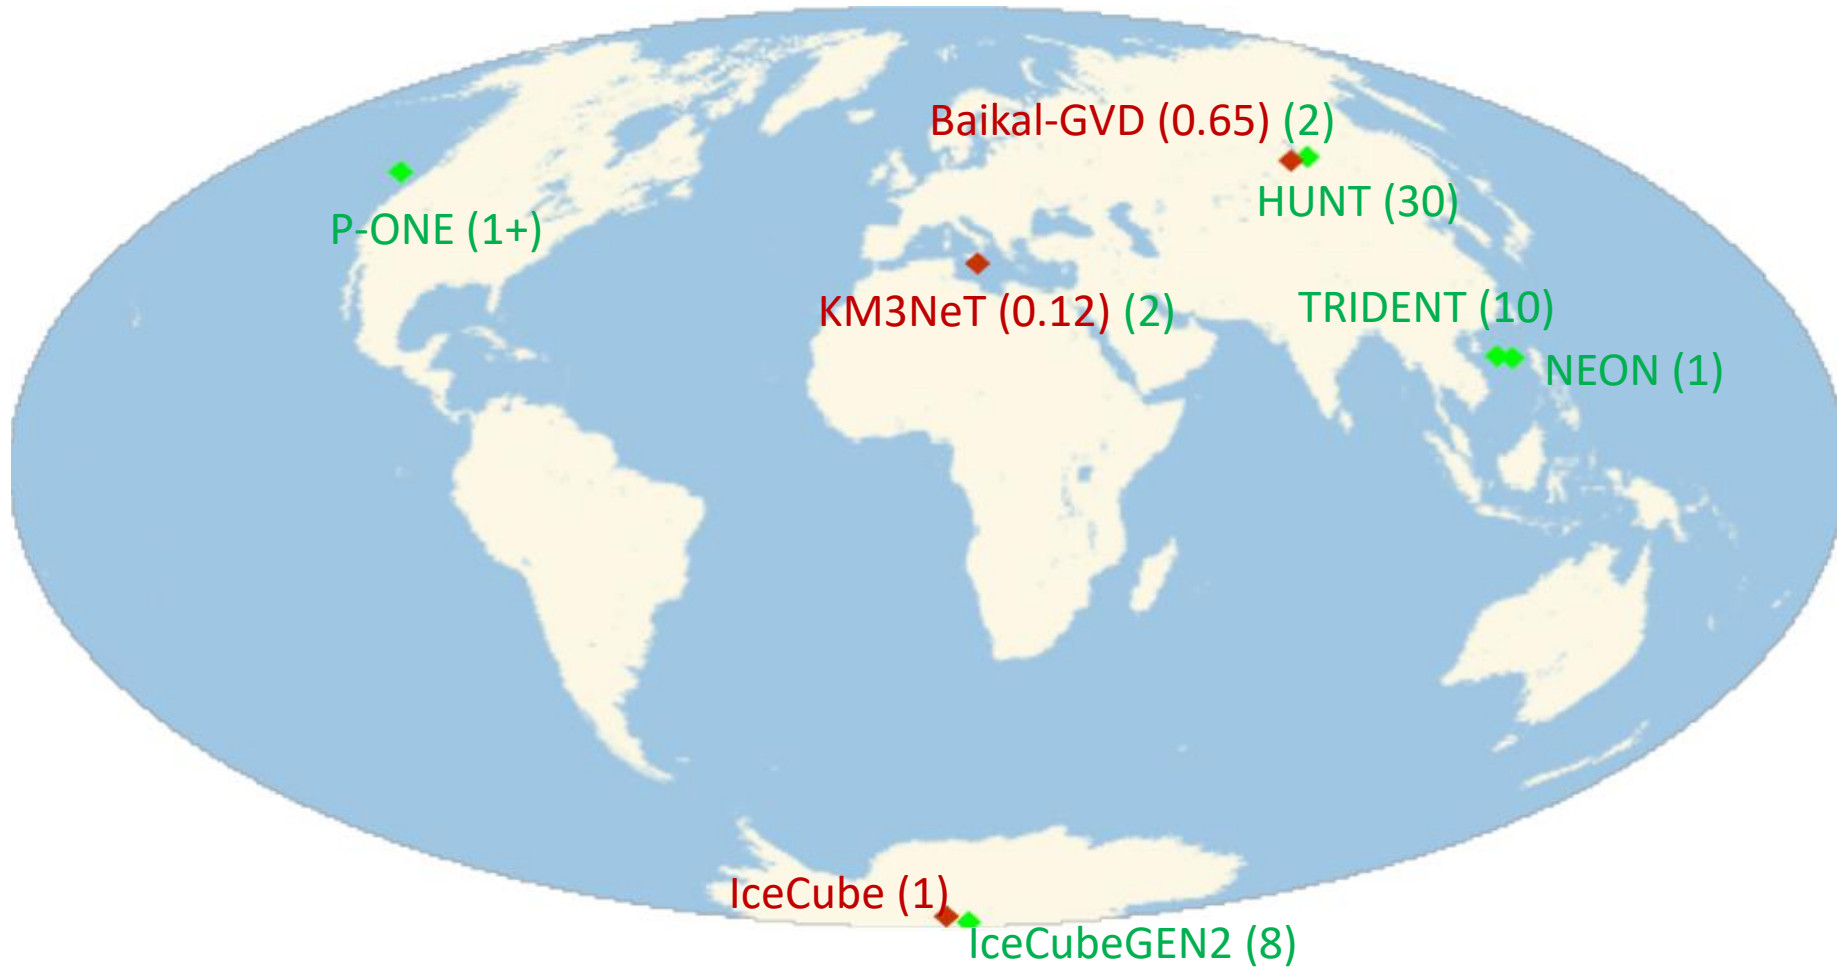 Baikal-GVD (0.65) (2)
HUNT (30)
P-ONE (1+)
KM3NeT (0.12) (2)
TRIDENT (10)
NEON (1)
IceCube (1)
IceCubeGEN2 (8)